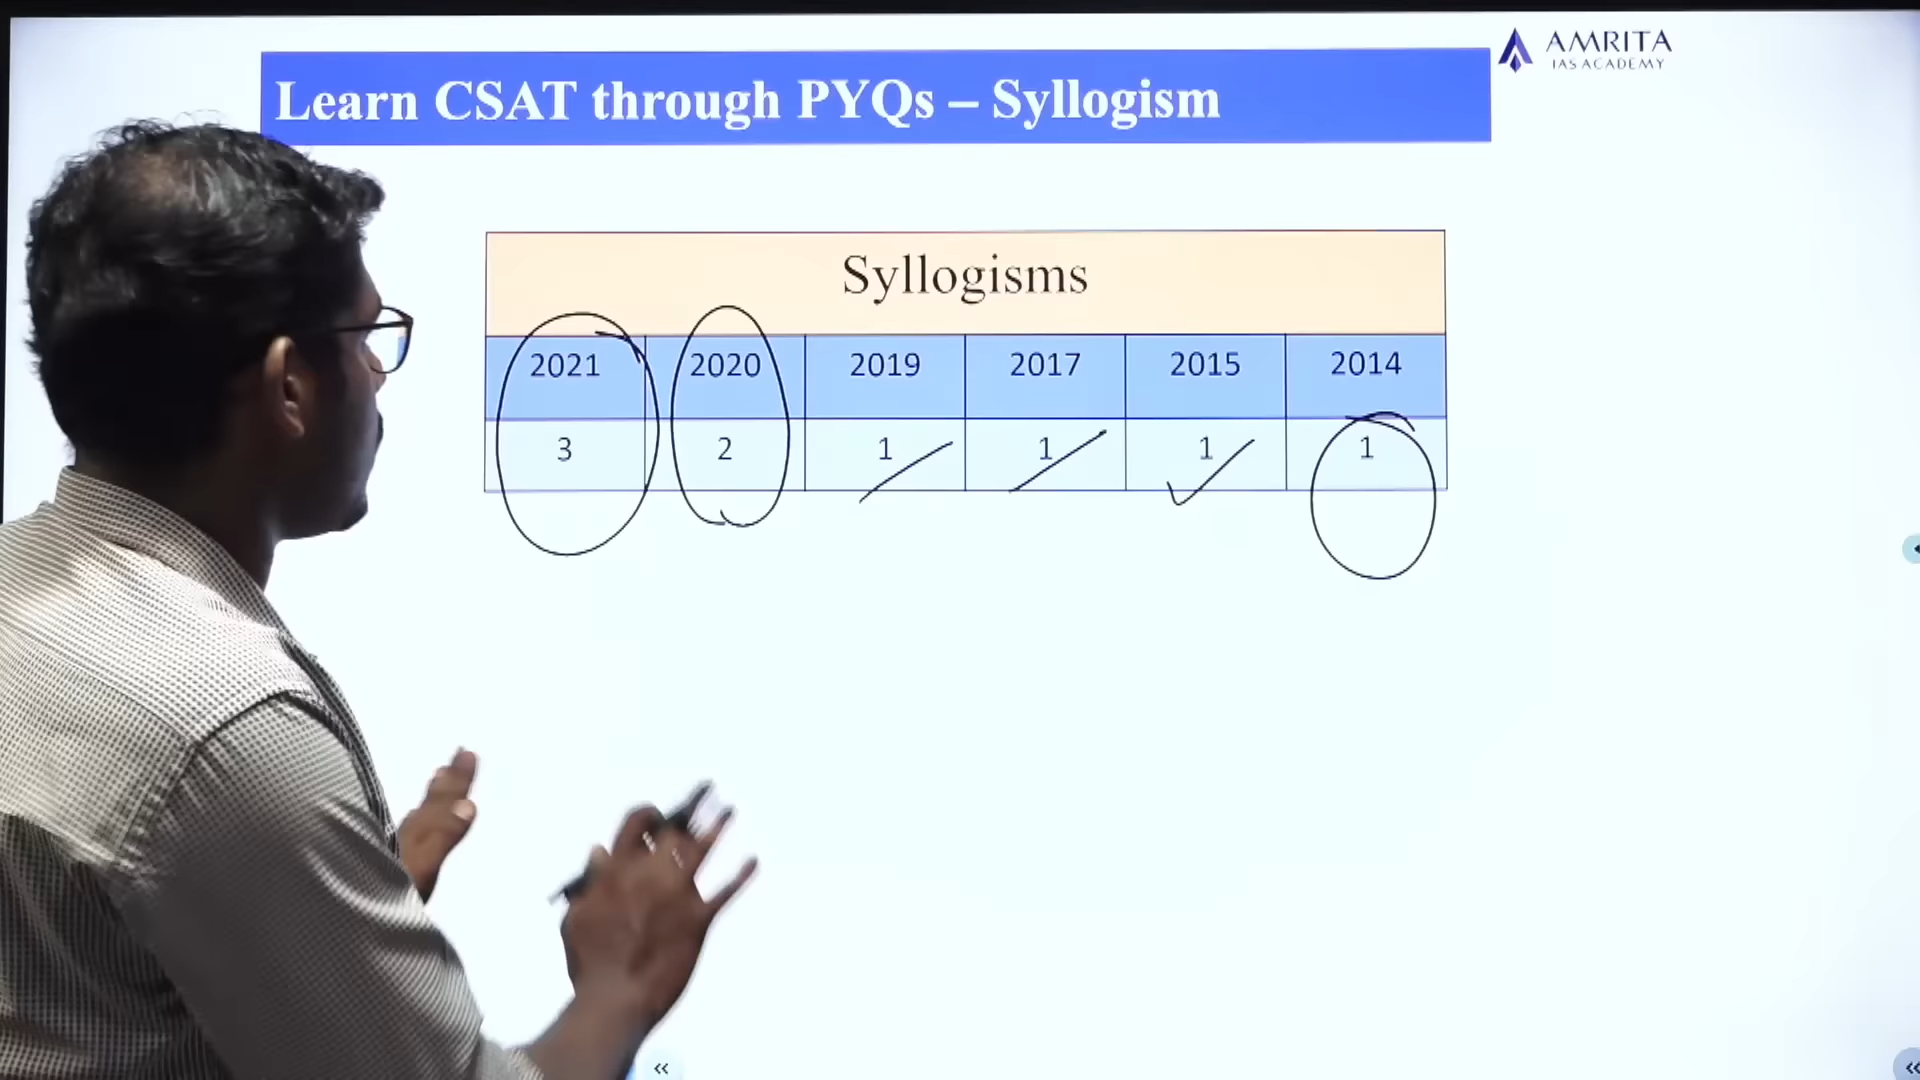 AMRITA
IAS ACADEMY
Learn CSAT through PYQs – Syllogism
Syllogisms
2021 2020 2019 2017 2015 2014
3 2 1 1 1 1